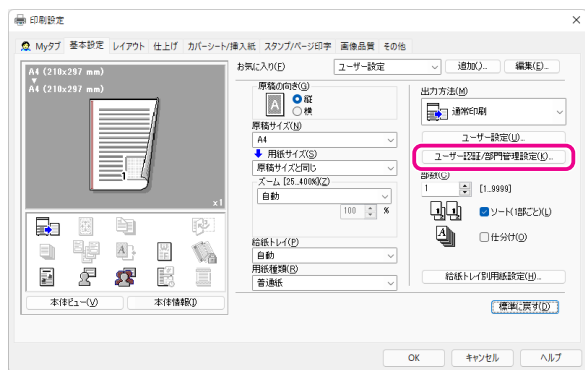 印刷設定
Myタブ 基本設定 レイアウト 仕上げ カバーシート/挿入紙 スタンプ/ページ印字 画像品質 その他
A4 (210x297 mm)
A4 (210x297 mm)
1
x1
本体ビュー(V) 本体情報(I)
お気に入り(F) ユーザー設定 追加()... 編集(E)...
原稿の向き(G)
A
縦
横
原稿サイズ(N)
A4
用紙サイズ(S)
原稿サイズと同じ
ズーム [25..400%](Z)
自動
100 %
給紙トレイ(P)
自動
用紙種類(R)
普通紙
出力方法(M)
通常印刷
ユーザー設定(U)...
ユーザー認証/部門管理設定(K)...
部数(C)
1 [1..9999]
ソート(1部ごと)(L)
仕分け(O)
給紙トレイ別用紙設定(H)...
標準に戻す(D)
OK キャンセル ヘルプ